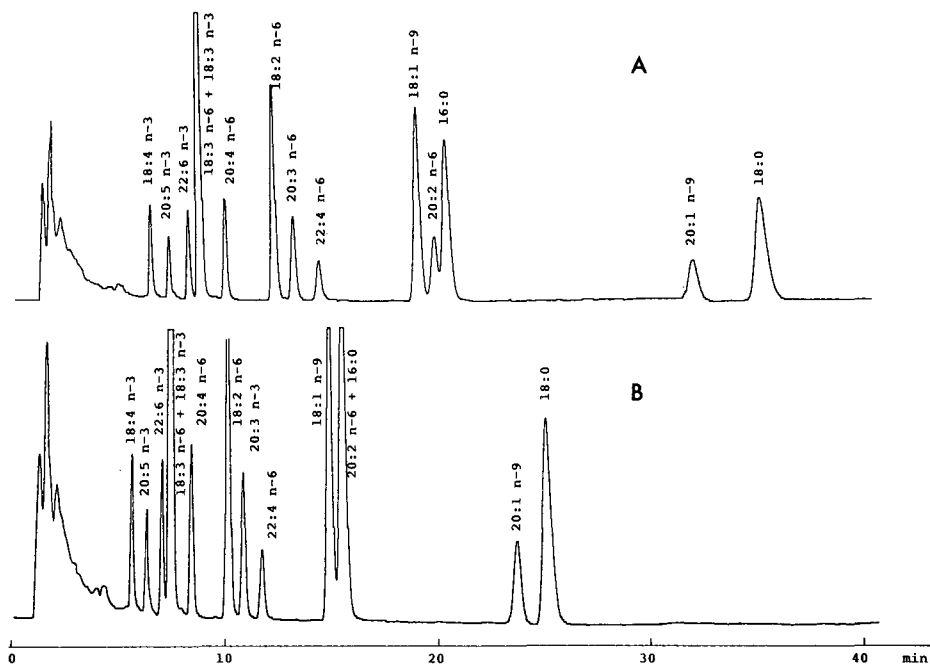 18:4 n-3
20:5 n-3
22:6 n-3
18:3 n-6 + 18:3 n-3
20:4 n-6
18:2 n-6
20:3 n-6
22:4 n-6
18:1 n-9
20:2 n-6
16:0
20:1 n-9
18:0
A
18:4 n-3
20:5 n-3
22:6 n-3
18:3 n-6 + 18:3 n-3
20:4 n-6
18:2 n-6
20:3 n-3
22:4 n-6
18:1 n-9
20:2 n-6 + 16:0
20:1 n-9
18:0
B
0 10 20 30 40 min